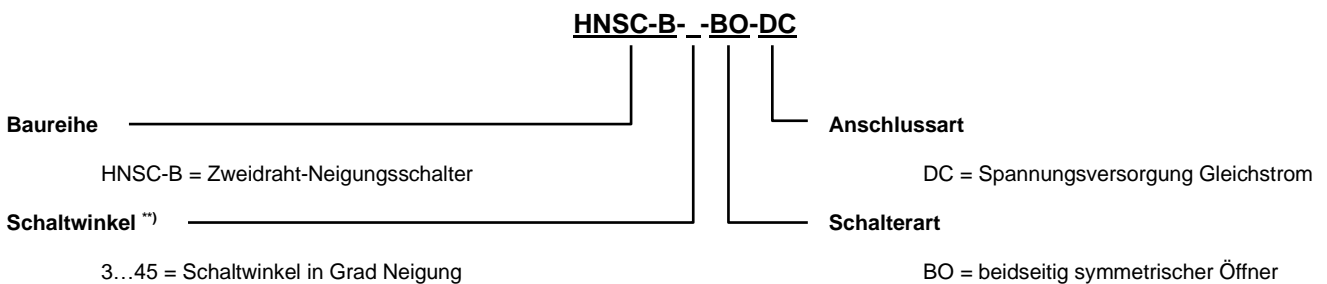 HNSC-B-_-BO-DC
Baureihe
HNSC-B = Zweidraht-Neigungsschalter
Schaltwinkel **)
3…45 = Schaltwinkel in Grad Neigung
Anschlussart
DC = Spannungsversorgung Gleichstrom
Schalterart
BO = beidseitig symmetrischer Öffner